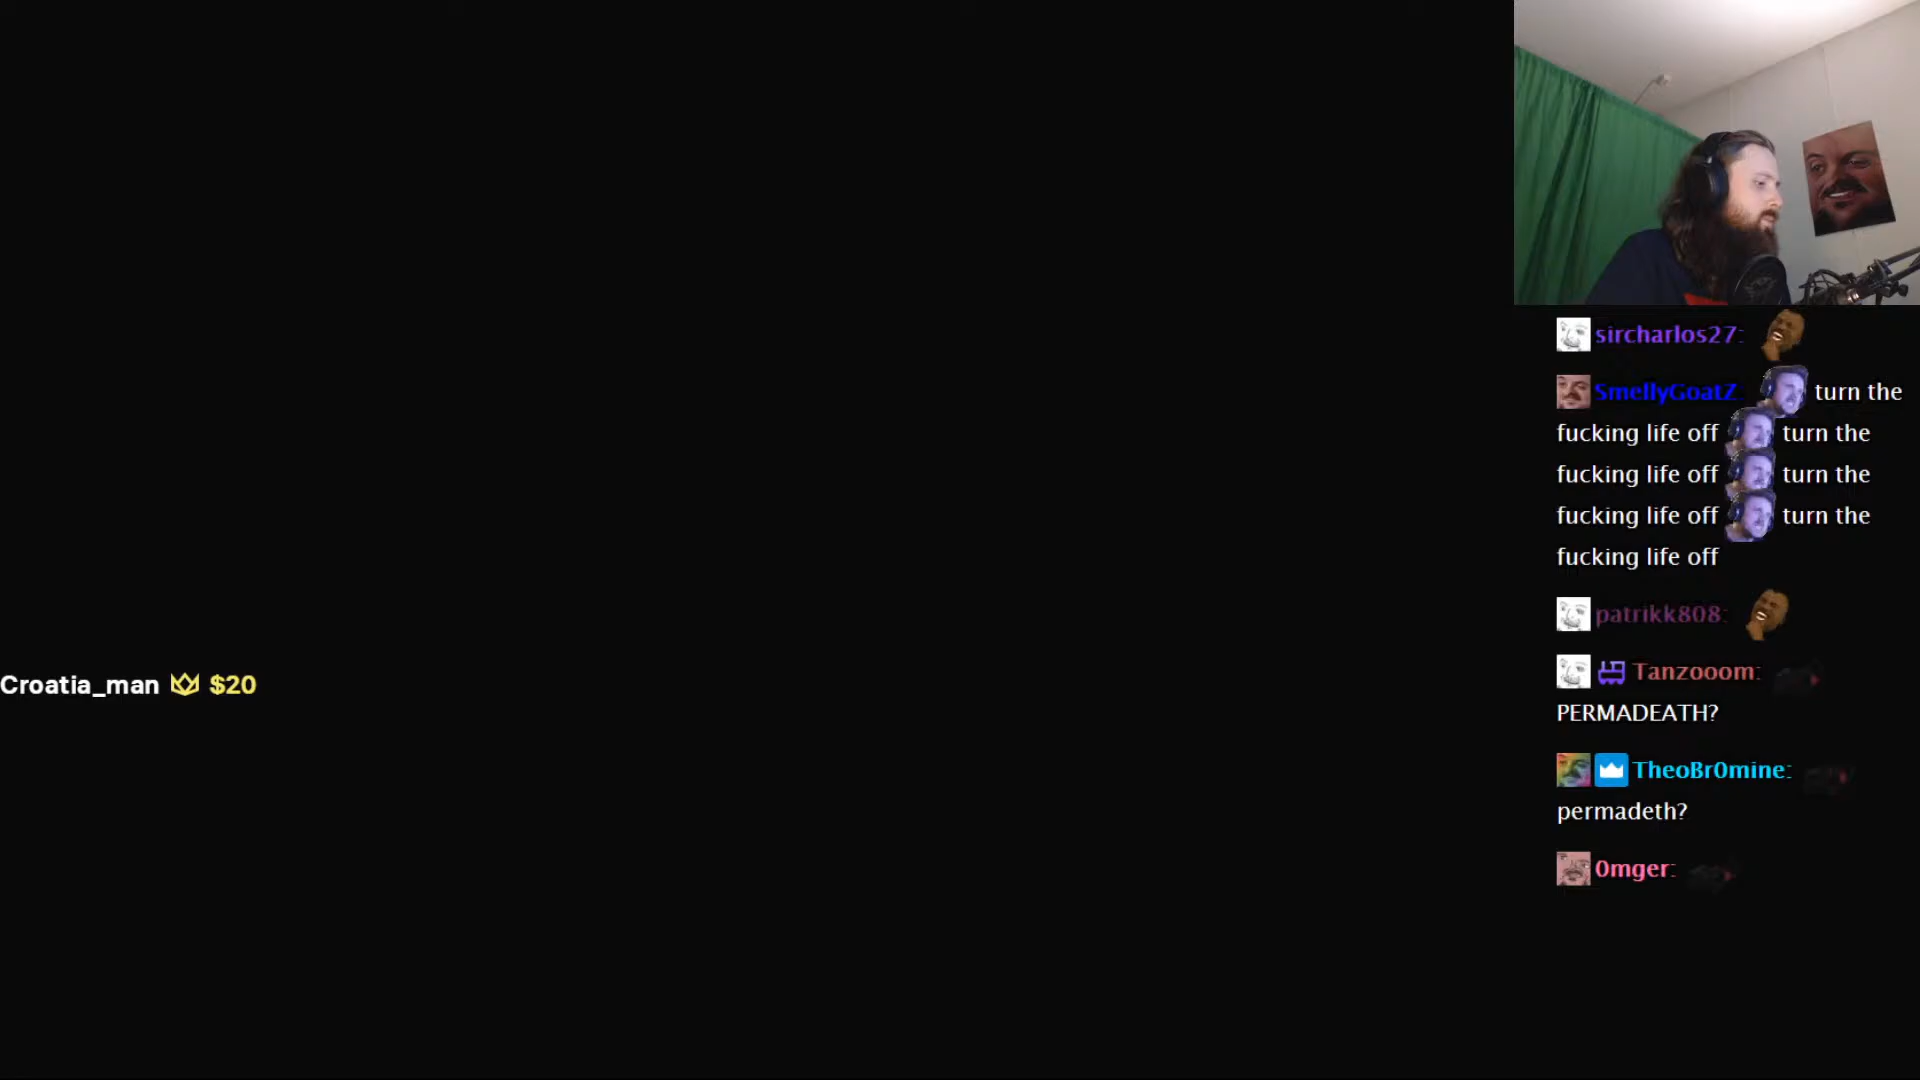 sircharlos27:
SmellyGoatZ: turn the
fucking life off turn the
fucking life off turn the
fucking life off turn the
fucking life off
patrikk808:
Croatia_man $20
Tanzooom:
PERMADEATH?
TheoBr0mine:
permadeth?
0mger: